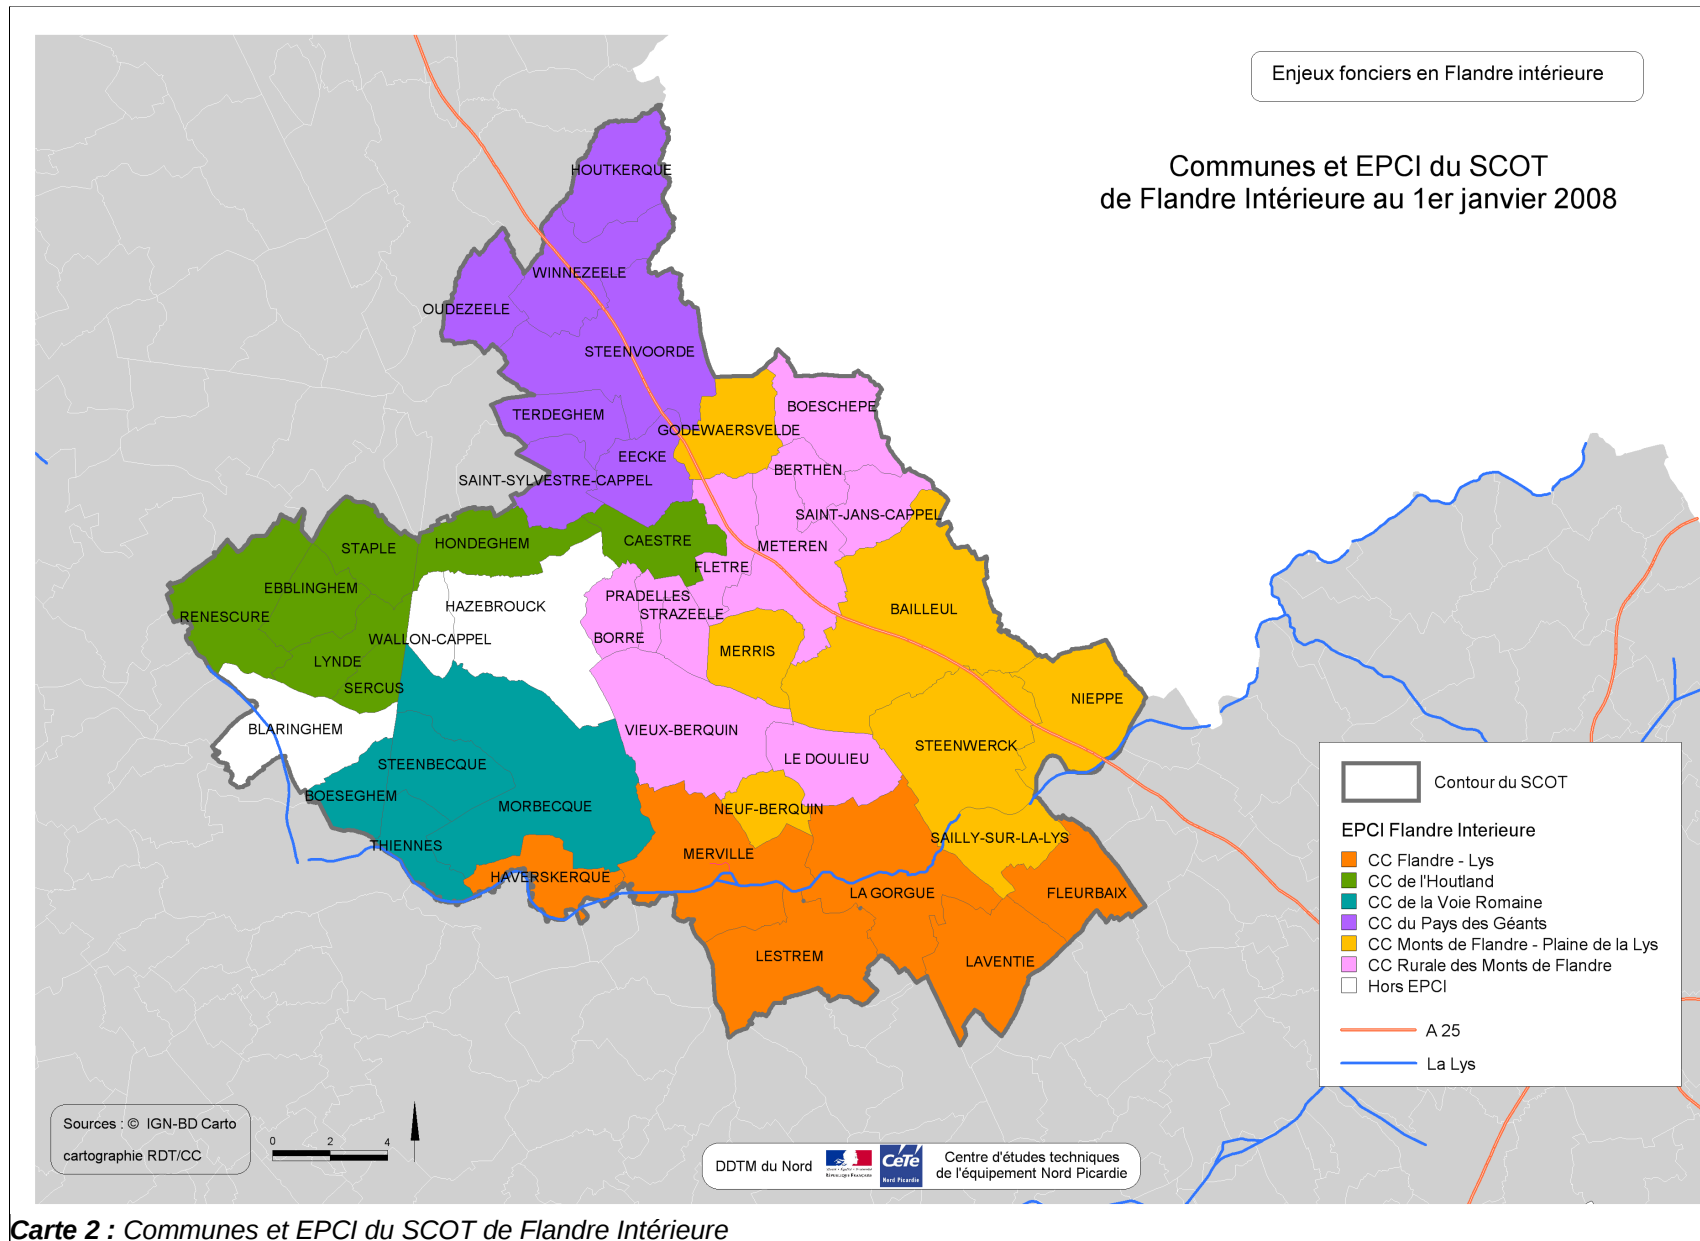 Enjeux fonciers en Flandre intérieure
Communes et EPCI du SCOT
de Flandre Intérieure au 1er janvier 2008
HOUTKERQUE
WINNEZEELE
OUDEZEELE
STEENVOORDE
TERDEGHEM
GODEWAERSVELDE
BOESCHEPE
EECKE
BERTHEN
SAINT-SYLVESTRE-CAPPEL
SAINT-JANS-CAPPEL
STAPLE
HONDEGHEM
CAESTRE
METEREN
FLETRE
EBBLINGHEM
RENESCURE
HAZEBROUCK
PRADELLES
STRAZEELE
BAILLEUL
WALLON-CAPPEL
BORRE
MERRIS
LYNDE
SERCUS
NIEPPE
BLARINGHEM
VIEUX-BERQUIN
STEENWERCK
LE DOULIEU
STEENBECQUE
BOESEGHEM
MORBECQUE
NEUF-BERQUIN
SAILLY-SUR-LA-LYS
THIENNES
MERVILLE
HAVERSKERQUE
LA GORGUE
FLEURBAIX
LESTREM
LAVENTIE
Contour du SCOT
EPCI Flandre Interieure
CC Flandre - Lys
CC de l'Houtland
CC de la Voie Romaine
CC du Pays des Géants
CC Monts de Flandre - Plaine de la Lys
CC Rurale des Monts de Flandre
Hors EPCI
A 25
La Lys
Sources : © IGN-BD Carto
cartographie RDT/CC
0 2 4
DDTM du Nord
RÉPUBLIQUE FRANÇAISE
CeTe
Nord Picardie
Centre d'études techniques
de l'équipement Nord Picardie
Carte 2 : Communes et EPCI du SCOT de Flandre Intérieure